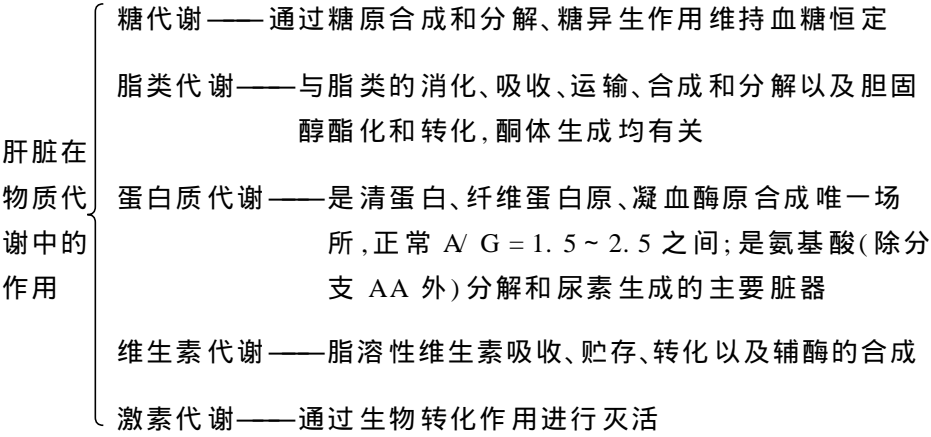 糖代谢——通过糖原合成和分解、糖异生作用维持血糖恒定
脂类代谢——与脂类的消化、吸收、运输、合成和分解以及胆固
醇酯化和转化,酮体生成均有关
肝脏在
物质代
谢中的
作用
蛋白质代谢——是清蛋白、纤维蛋白原、凝血酶原合成唯一场
所,正常 A/ G = 1. 5 ~ 2. 5 之间;是氨基酸(除分
支 AA 外)分解和尿素生成的主要脏器
维生素代谢——脂溶性维生素吸收、贮存、转化以及辅酶的合成
激素代谢——通过生物转化作用进行灭活